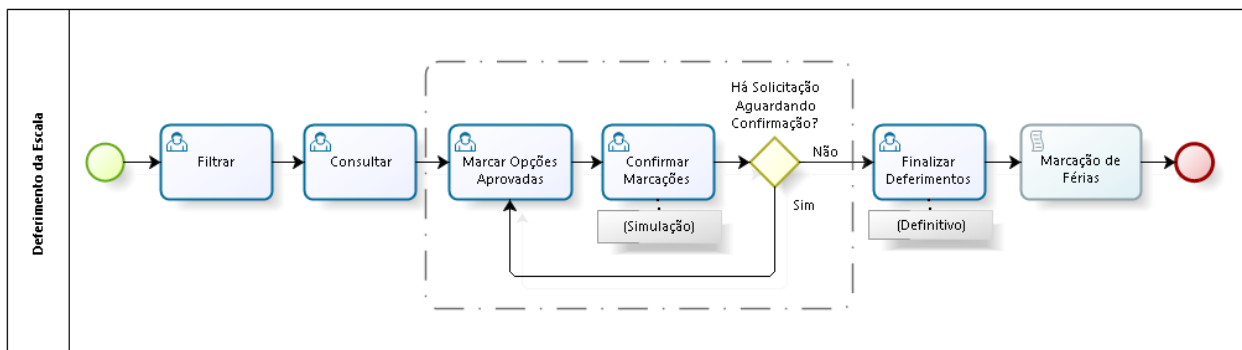 Deferimento da Escala
Filtrar
Consultar
Marcar Opções
Aprovadas
Confirmar
Marcações
(Simulação)
Há Solicitação
Aguardando
Confirmação?
Não
Sim
Finalizar
Deferimentos
(Definitivo)
Marcação de
Férias